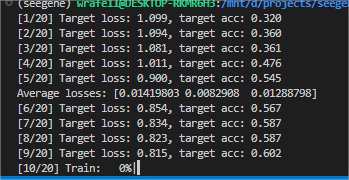 (seegene) wrafell@DESKTOP-RKMR6H3:/mnt/d/projects/seege
[1/20] Target loss: 1.099, target acc: 0.320
[2/20] Target loss: 1.094, target acc: 0.360
[3/20] Target loss: 1.081, target acc: 0.361
[4/20] Target loss: 1.011, target acc: 0.476
[5/20] Target loss: 0.900, target acc: 0.545
Average losses: [0.01419803 0.0082908  0.01288798]
[6/20] Target loss: 0.854, target acc: 0.567
[7/20] Target loss: 0.834, target acc: 0.587
[8/20] Target loss: 0.823, target acc: 0.587
[9/20] Target loss: 0.815, target acc: 0.602
[10/20] Train:   0%|